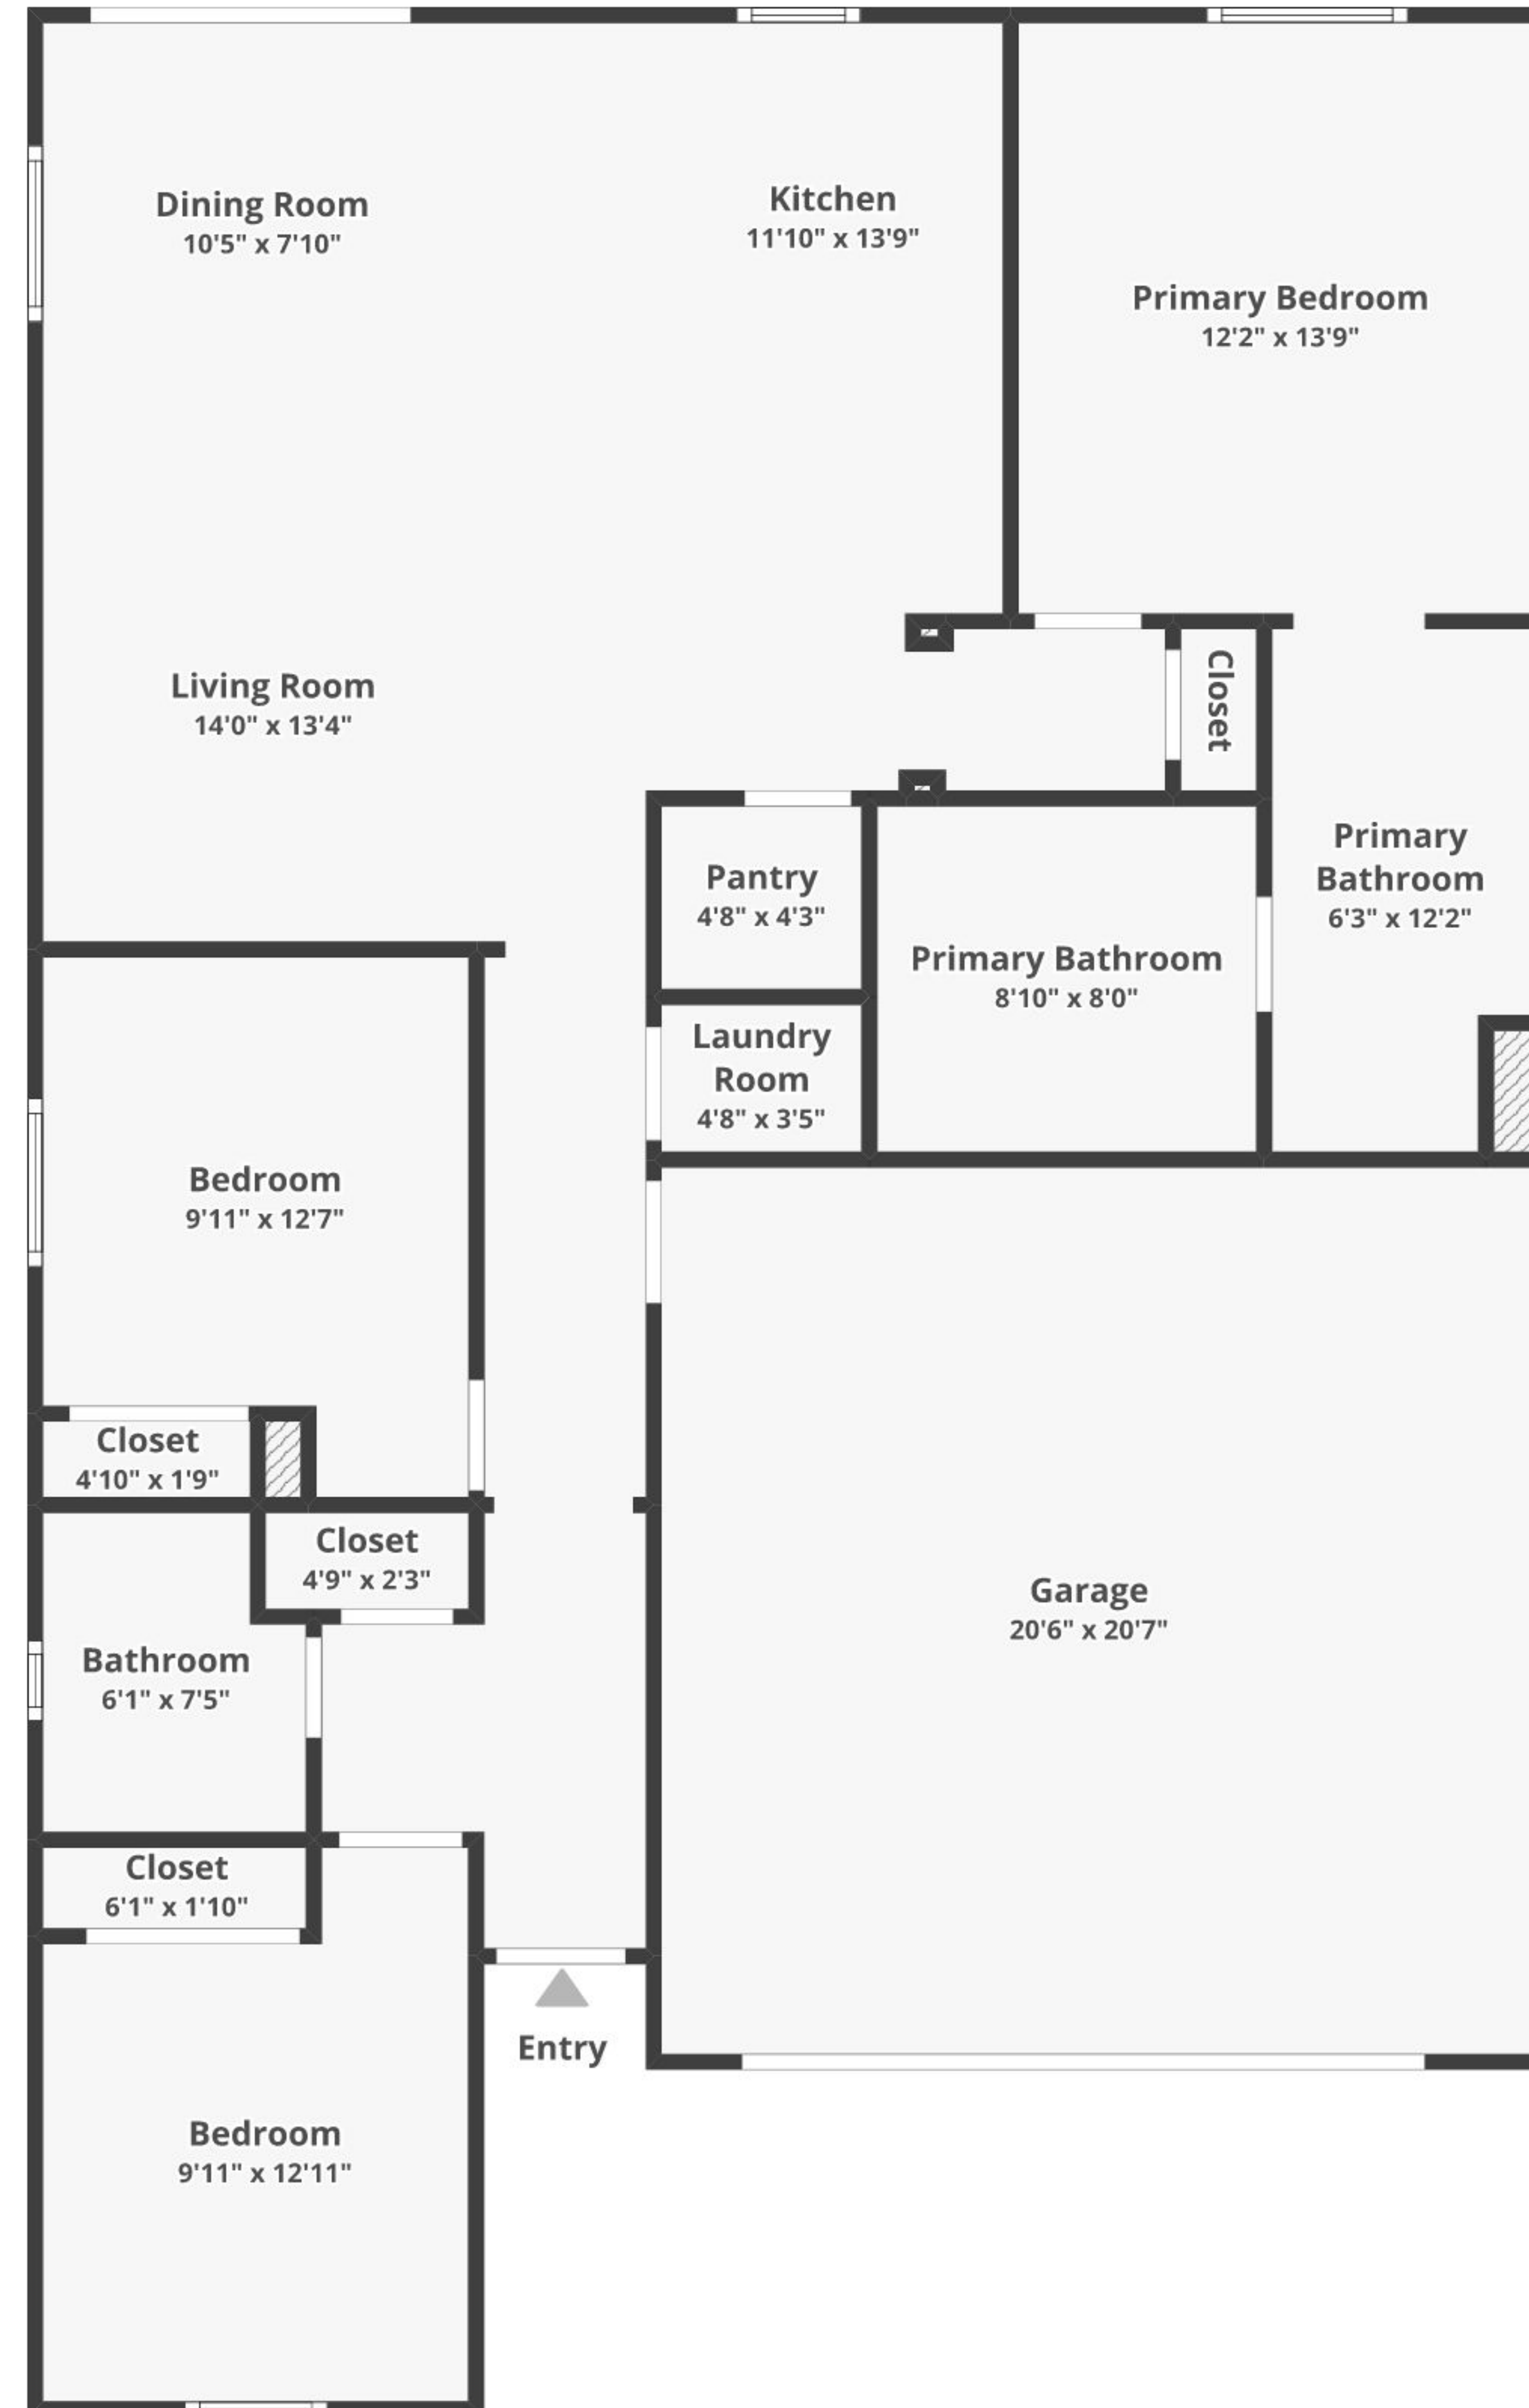 Dining Room
10'5" x 7'10"
Kitchen
11'10" x 13'9"
Primary Bedroom
12'2" x 13'9"
Living Room
14'0" x 13'4"
Closet
Pantry
4'8" x 4'3"
Primary
Bathroom
6'3" x 12'2"
Primary Bathroom
8'10" x 8'0"
Laundry
Room
4'8" x 3'5"
Bedroom
9'11" x 12'7"
Closet
4'10" x 1'9"
Closet
4'9" x 2'3"
Garage
20'6" x 20'7"
Bathroom
6'1" x 7'5"
Closet
6'1" x 1'10"
Entry
Bedroom
9'11" x 12'11"